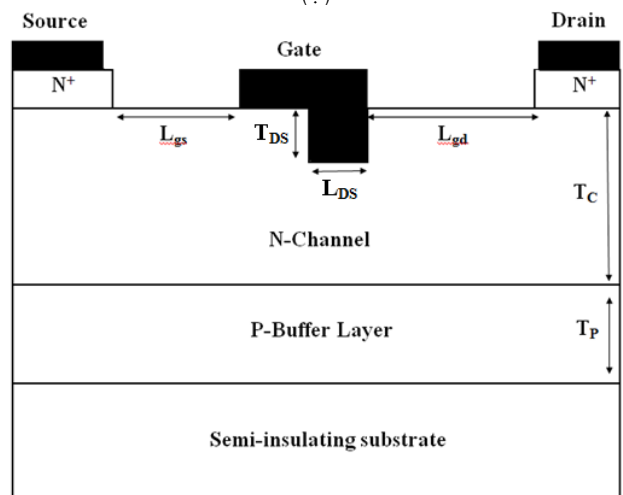 Source
Drain
Gate
N+
N+
Lgs
TDS
Lgd
LDS
TC
N-Channel
P-Buffer Layer
TP
Semi-insulating substrate